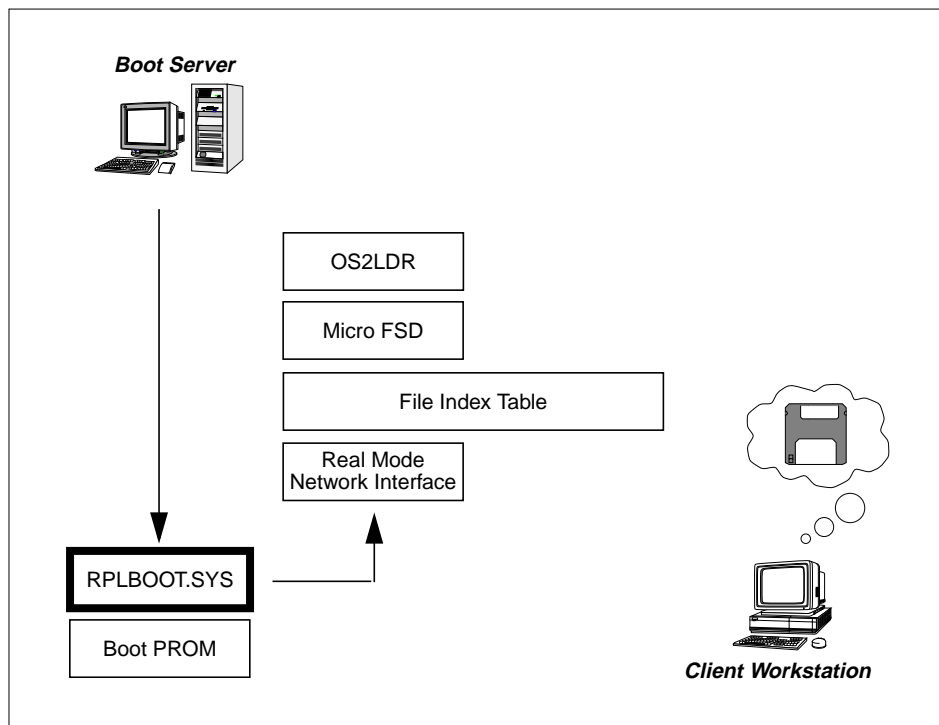 Boot Server
OS2LDR
Micro FSD
File Index Table
Real Mode
Network Interface
RPLBOOT.SYS
Boot PROM
Client Workstation